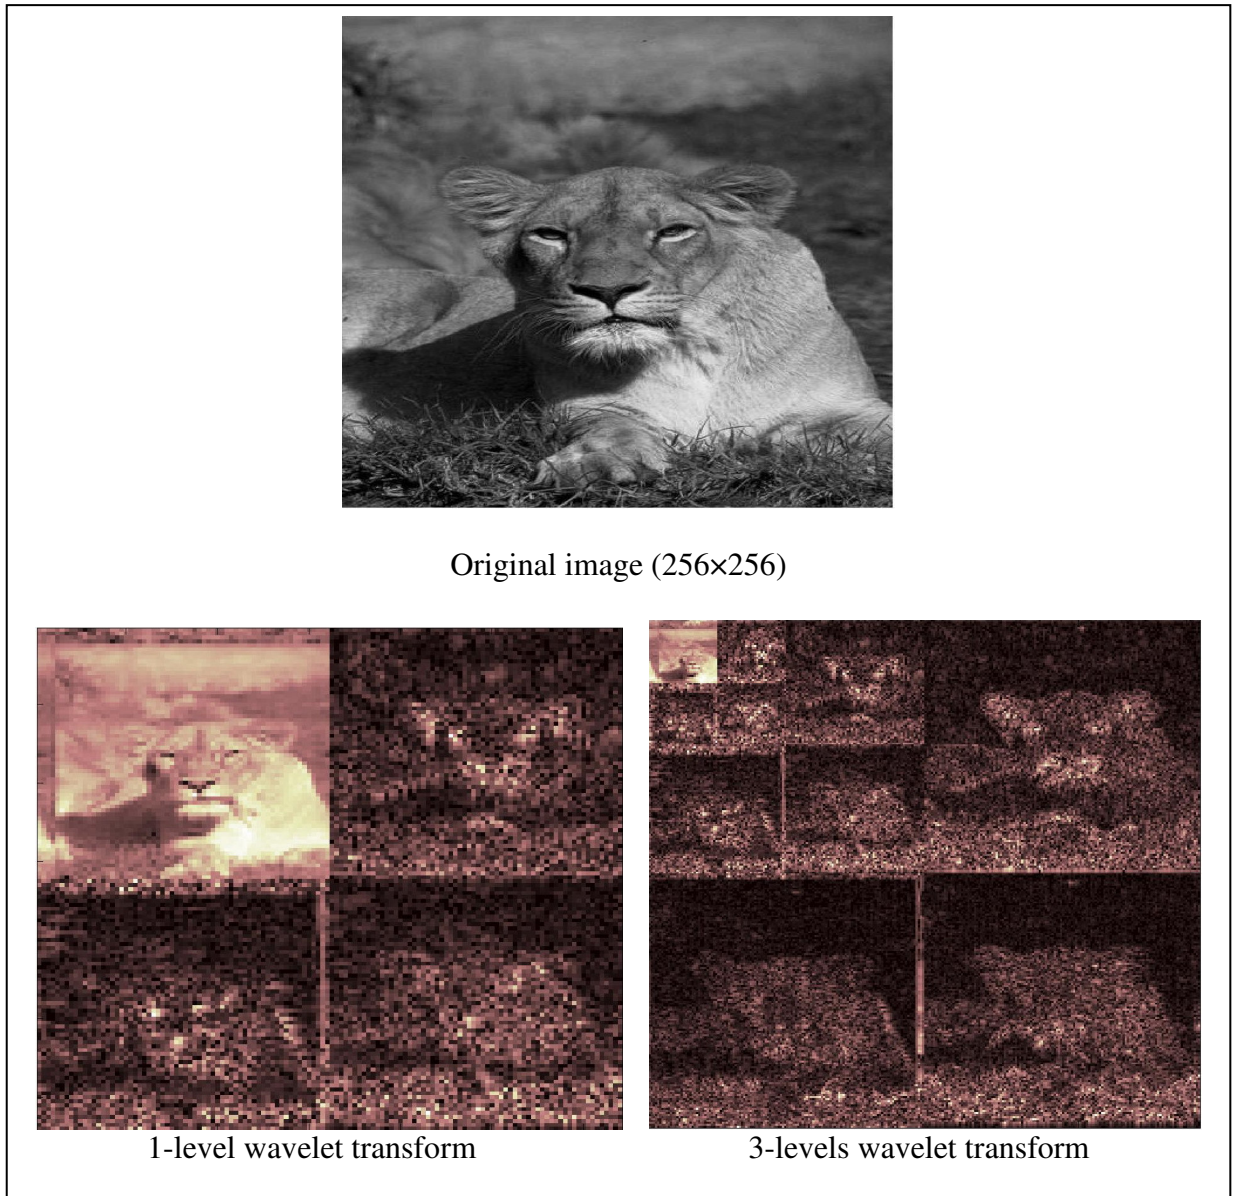 Original image (256×256)
1-level wavelet transform
3-levels wavelet transform